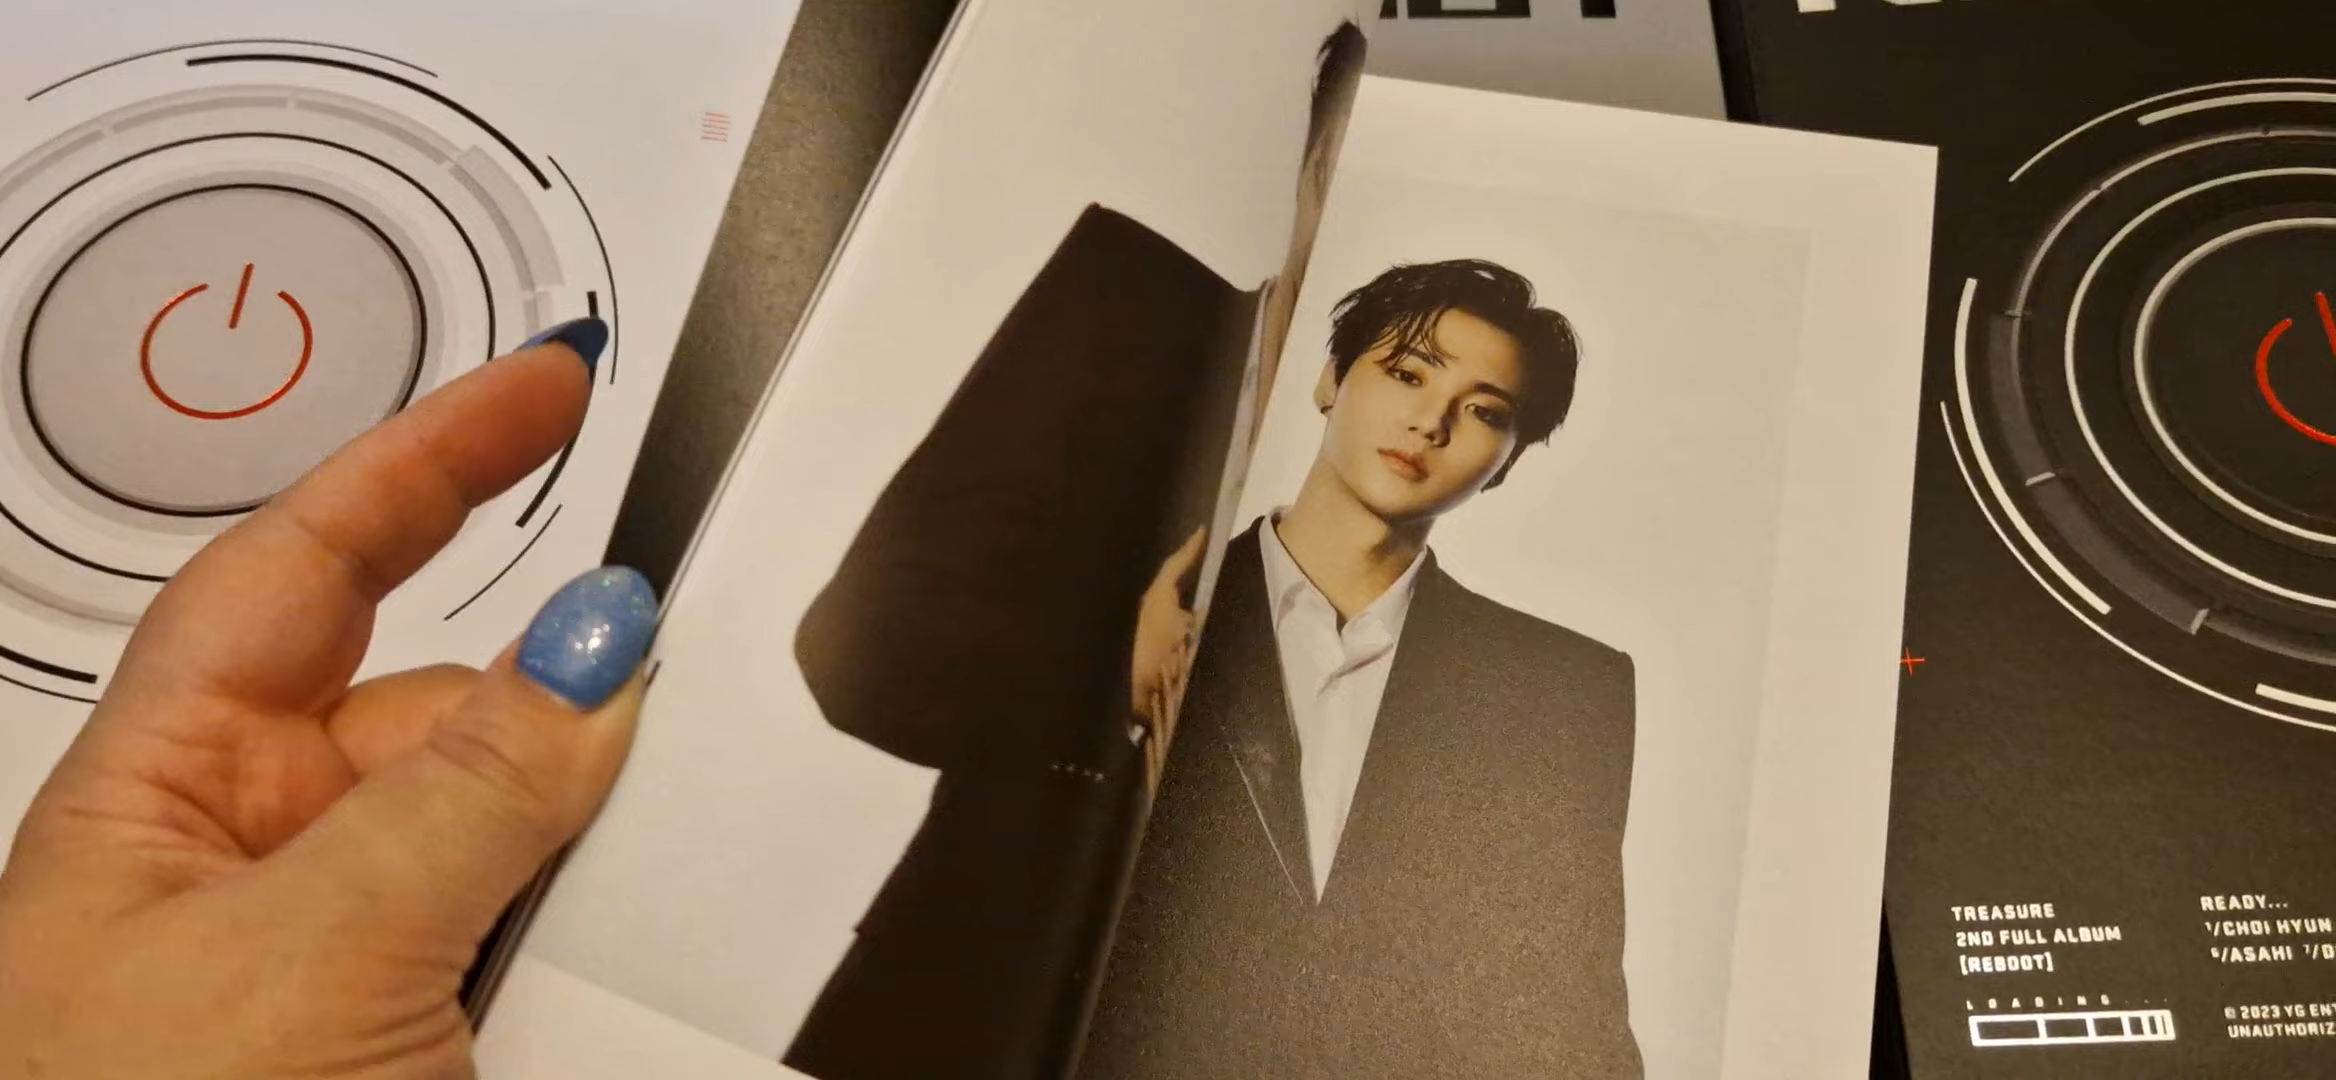 TREASURE
2ND FULL ALBUM
[REBOOT]
LOADING...
READY...
¹/CHOI HYUN
⁶/ASAHI ⁷/D
© 2023 YG ENT
UNAUTHORIZ